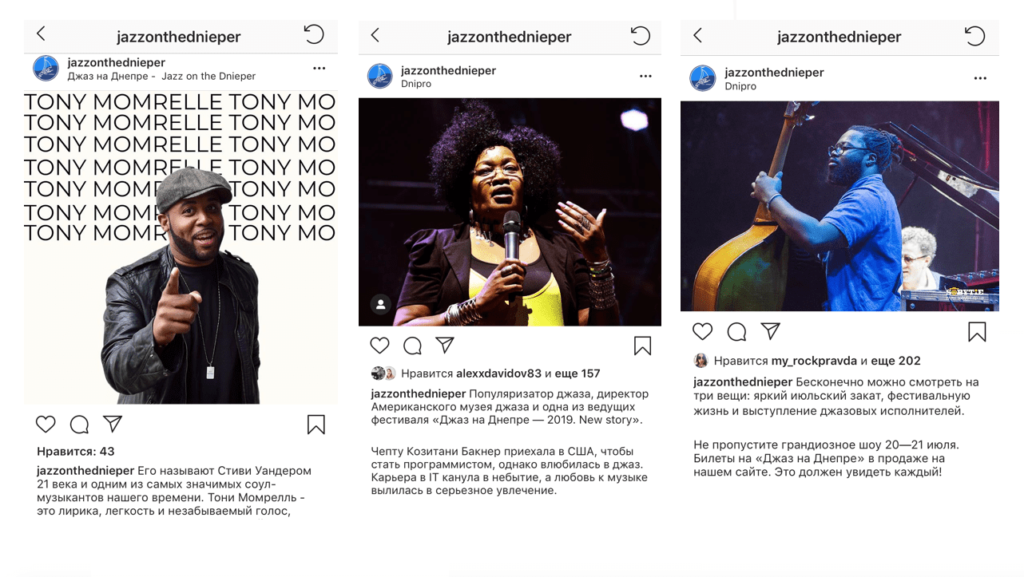 jazzonthednieper
jazzonthednieper
Джаз на Днепре - Jazz on the Dnieper
TONY MOMRELLE TONY MO
TONY MOMRELLE TONY MO
TONY MOMRELLE TONY MO
TONY MOMRELLE TONY MO
TONY MOM TONY MO
TONY MOMR TONY MO
TONY MOMR TONY MO
Нравится: 43
jazzonthednieper Его называют Стиви Уандером
21 века и одним из самых значимых соул-
музыкантов нашего времени. Тони Момрелль -
это лирика, легкость и незабываемый голос,
jazzonthednieper
jazzonthednieper
Dnipro
Нравится alexxdavidov83 и еще 157
jazzonthednieper Популяризатор джаза, директор
Американского музея джаза и одна из ведущих
фестиваля «Джаз на Днепре — 2019. New story».
Чепту Козитани Бакнер приехала в США, чтобы
стать программистом, однако влюбилась в джаз.
Карьера в IT канула в небытие, а любовь к музыке
вылилась в серьезное увлечение.
jazzonthednieper
jazzonthednieper
Dnipro
Нравится my_rockpravda и еще 202
jazzonthednieper Бесконечно можно смотреть на
три вещи: яркий июльский закат, фестивальную
жизнь и выступление джазовых исполнителей.
Не пропустите грандиозное шоу 20—21 июля.
Билеты на «Джаз на Днепре» в продаже на
нашем сайте. Это должен увидеть каждый!